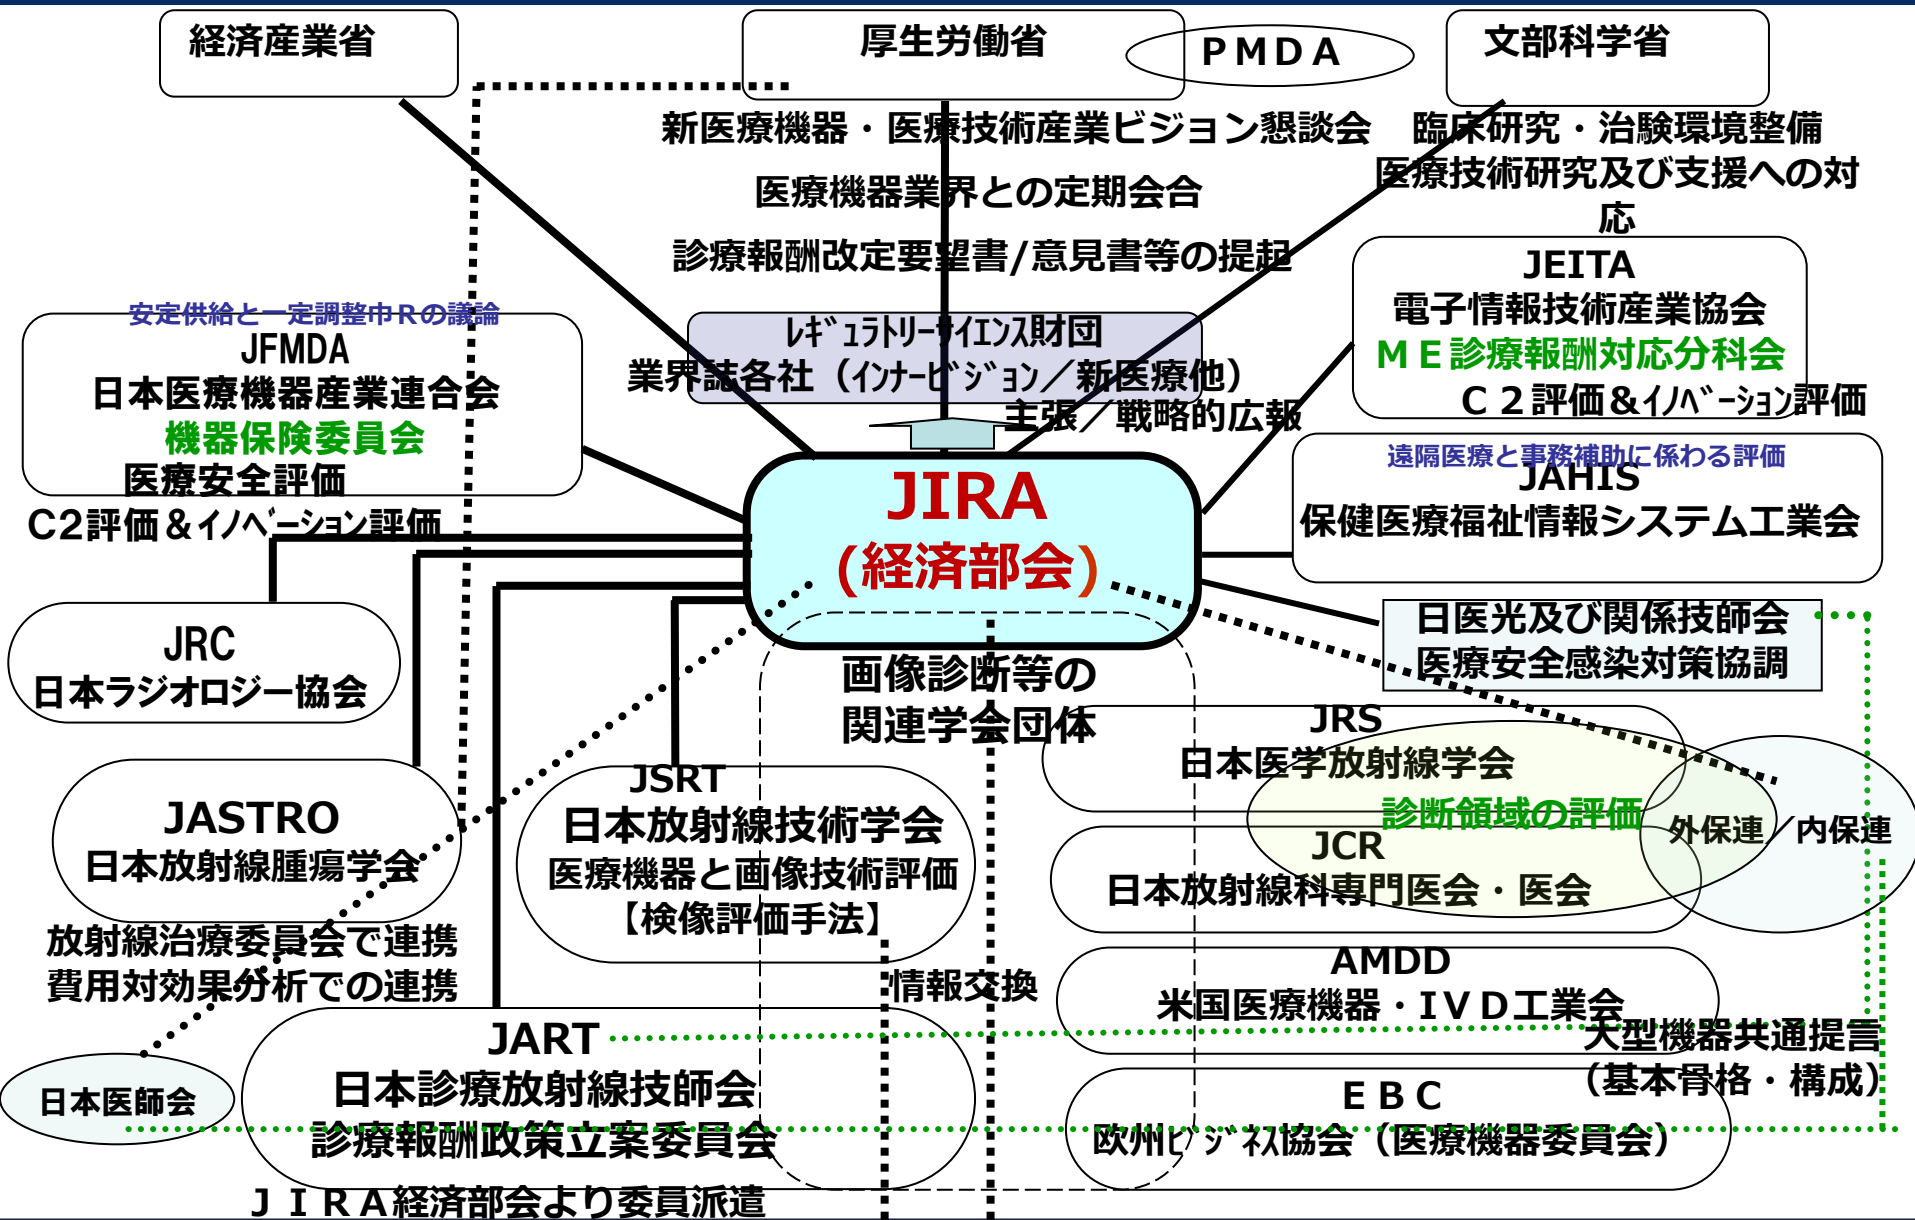 経済産業省
厚生労働省
ＰＭＤＡ
文部科学省
新医療機器・医療技術産業ビジョン懇談会
臨床研究・治験環境整備
医療技術研究及び支援への対
応
医療機器業界との定期会合
診療報酬改定要望書/意見書等の提起
JEITA
電子情報技術産業協会
ＭＥ診療報酬対応分科会
Ｃ２評価＆ｲﾉﾍﾞｰｼｮﾝ評価
安定供給と一定調整巾Ｒの議論
JFMDA
日本医療機器産業連合会
機器保険委員会
医療安全評価
C2評価＆ｲﾉﾍﾞｰｼｮﾝ評価
ﾚｷﾞｭﾗﾄﾘｰｻｲｴﾝｽ財団
業界誌各社（ｲﾝﾅｰﾋﾞｼﾞｮﾝ／新医療他）
主張／戦略的広報
遠隔医療と事務補助に係わる評価
JAHIS
保健医療福祉情報システム工業会
JIRA
(経済部会)
日医光及び関係技師会
医療安全感染対策協調
JRC
日本ラジオロジー協会
画像診断等の
関連学会団体
JRS
日本医学放射線学会
診断領域の評価
外保連／内保連
JCR
日本放射線科専門医会・医会
JASTRO
日本放射線腫瘍学会
放射線治療委員会で連携
費用対効果分析での連携
JSRT
日本放射線技術学会
医療機器と画像技術評価
【検像評価手法】
情報交換
AMDD
米国医療機器・ＩＶＤ工業会
大型機器共通提言
（基本骨格・構成）
JART
日本診療放射線技師会
診療報酬政策立案委員会
ＪＩＲＡ経済部会より委員派遣
日本医師会
ＥＢＣ
欧州ﾋﾞｼﾞﾈｽ協会（医療機器委員会）